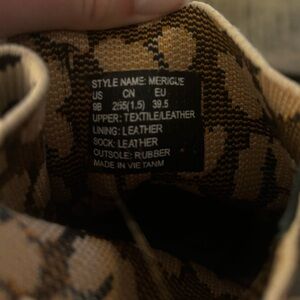 STYLE NAME: MERIGUE
US CN EU
9B 255(1.5) 39.5
UPPER: TEXTILE/LEATHER
LINING: LEATHER
SOCK: LEATHER
OUTSOLE: RUBBER
MADE IN VIETANM